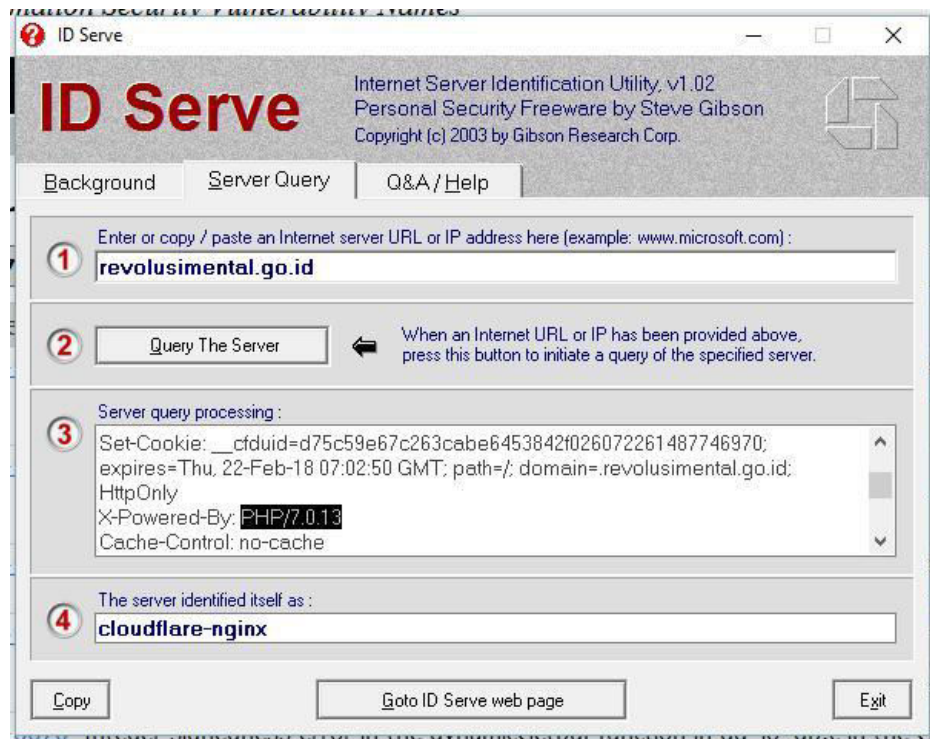 mation Security Vulnerability Names
ID Serve
ID Serve
Internet Server Identification Utility, v1.02
Personal Security Freeware by Steve Gibson
Copyright (c) 2003 by Gibson Research Corp.
Background Server Query Q&A / Help
1
Enter or copy / paste an Internet server URL or IP address here (example: www.microsoft.com) :
revolusimental.go.id
2
Query The Server
When an Internet URL or IP has been provided above,
press this button to initiate a query of the specified server.
3
Server query processing :
Set-Cookie: __cfduid=d75c59e67c263cabe6453842f026072261487746970;
expires=Thu, 22-Feb-18 07:02:50 GMT; path=/; domain=.revolusimental.go.id;
HttpOnly
X-Powered-By: PHP/7.0.13
Cache-Control: no-cache
4
The server identified itself as :
cloudflare-nginx
Copy Goto ID Serve web page Exit